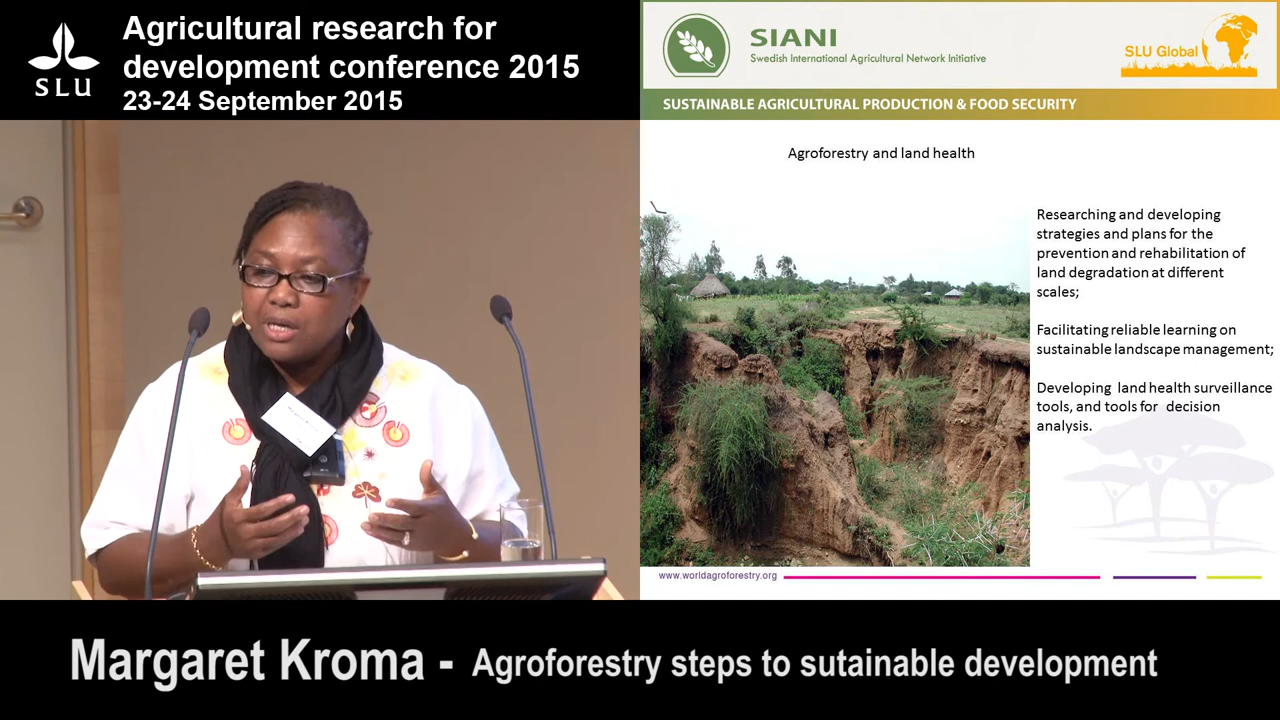 SLU
Agricultural research for
development conference 2015
23-24 September 2015
SIANI
Swedish International Agricultural Network Initiative
SLU Global
SUSTAINABLE AGRICULTURAL PRODUCTION & FOOD SECURITY
Agroforestry and land health
Researching and developing
strategies and plans for the
prevention and rehabilitation of
land degradation at different
scales;
Facilitating reliable learning on
sustainable landscape management;
Developing land health surveillance
tools, and tools for decision
analysis.
www.worldagroforestry.org
Margaret Kroma - Agroforestry steps to sutainable development